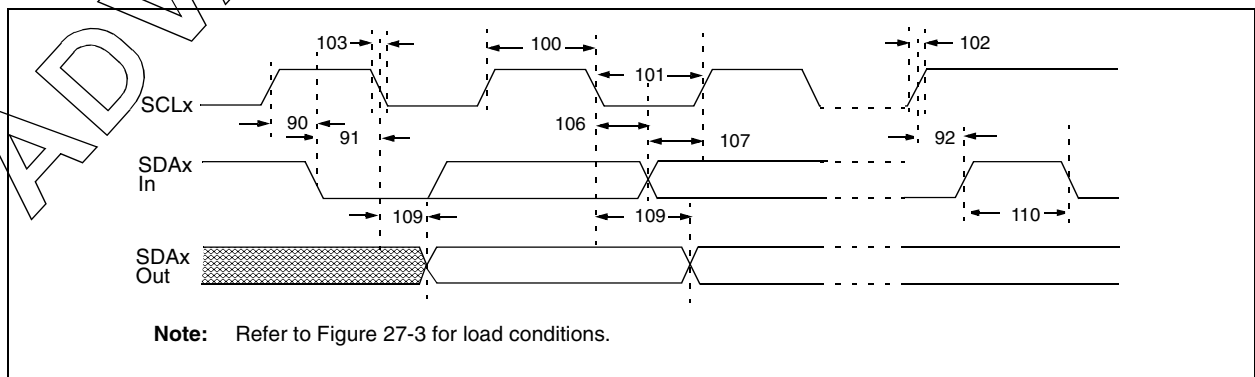 103
100
102
101
SCLx
90
91
106
107
92
SDAx
In
109
109
110
SDAx
Out
Note: Refer to Figure 27-3 for load conditions.
ADV